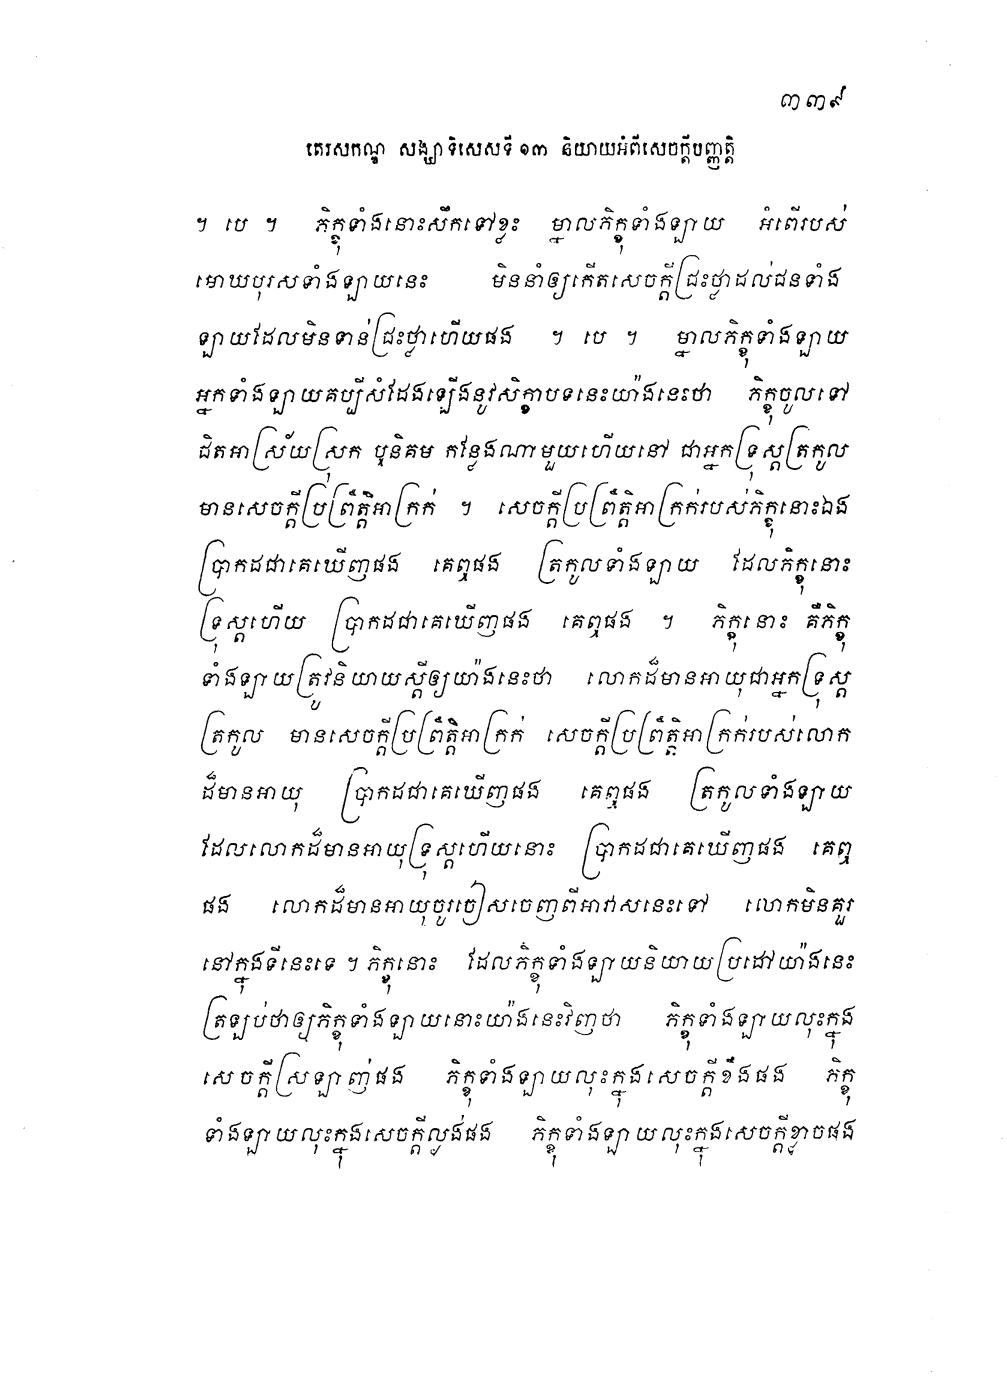 ៣៣៩
តេរសកណ្ឌ សង្ឃាទិសេសទី ១៣ និយាយអំពីសេចក្តីបញ្ញត្តិ
។ បេ ។ ភិក្ខុទាំងនោះសឹកទៅខ្លះ ម្នាលភិក្ខុទាំងឡាយ អំពើរបស់
មោឃបុរសទាំងឡាយនេះ មិននាំឲ្យកើតសេចក្តីជ្រះថ្លាដល់ជនទាំង
ឡាយដែលមិនទាន់ជ្រះថ្លាហើយផង ។ បេ ។ ម្នាលភិក្ខុទាំងឡាយ
អ្នកទាំងឡាយគប្បីសំដែងឡើងនូវសិក្ខាបទនេះយ៉ាងនេះថា ភិក្ខុចូលទៅ
ជិតអាស្រ័យស្រុក ឬនិគម កន្លែងណាមួយហើយនៅ ជាអ្នកទ្រុស្តត្រកូល
មានសេចក្តីប្រព្រឹត្តិអាក្រក់ ។ សេចក្តីប្រព្រឹត្តិអាក្រក់របស់ភិក្ខុនោះឯង
ប្រាកដជាគេឃើញផង គេឮផង ត្រកូលទាំងឡាយ ដែលភិក្ខុនោះ
ទ្រុស្តហើយ ប្រាកដជាគេឃើញផង គេឮផង ។ ភិក្ខុនោះ គឺភិក្ខុ
ទាំងឡាយត្រូវនិយាយស្តីឲ្យយ៉ាងនេះថា លោកដ៏មានអាយុជាអ្នកទ្រុស្ត
ត្រកូល មានសេចក្តីប្រព្រឹត្តិអាក្រក់ សេចក្តីប្រព្រឹត្តិអាក្រក់របស់លោក
ដ៏មានអាយុ ប្រាកដជាគេឃើញផង គេឮផង ត្រកូលទាំងឡាយ
ដែលលោកដ៏មានអាយុទ្រុស្តហើយនោះ ប្រាកដជាគេឃើញផង គេឮ
ផង លោកដ៏មានអាយុចូរចៀសចេញពីអាវាសនេះទៅ លោកមិនគួរ
នៅក្នុងទីនេះទេ ។ ភិក្ខុនោះ ដែលភិក្ខុទាំងឡាយនិយាយប្រដៅយ៉ាងនេះ
ត្រឡប់ថាឲ្យភិក្ខុទាំងឡាយនោះយ៉ាងនេះវិញថា ភិក្ខុទាំងឡាយលុះក្នុង
សេចក្តីស្រឡាញ់ផង ភិក្ខុទាំងឡាយលុះក្នុងសេចក្តីខឹងផង ភិក្ខុ
ទាំងឡាយលុះក្នុងសេចក្តីល្ងង់ផង ភិក្ខុទាំងឡាយលុះក្នុងសេចក្តីខ្លាចផង